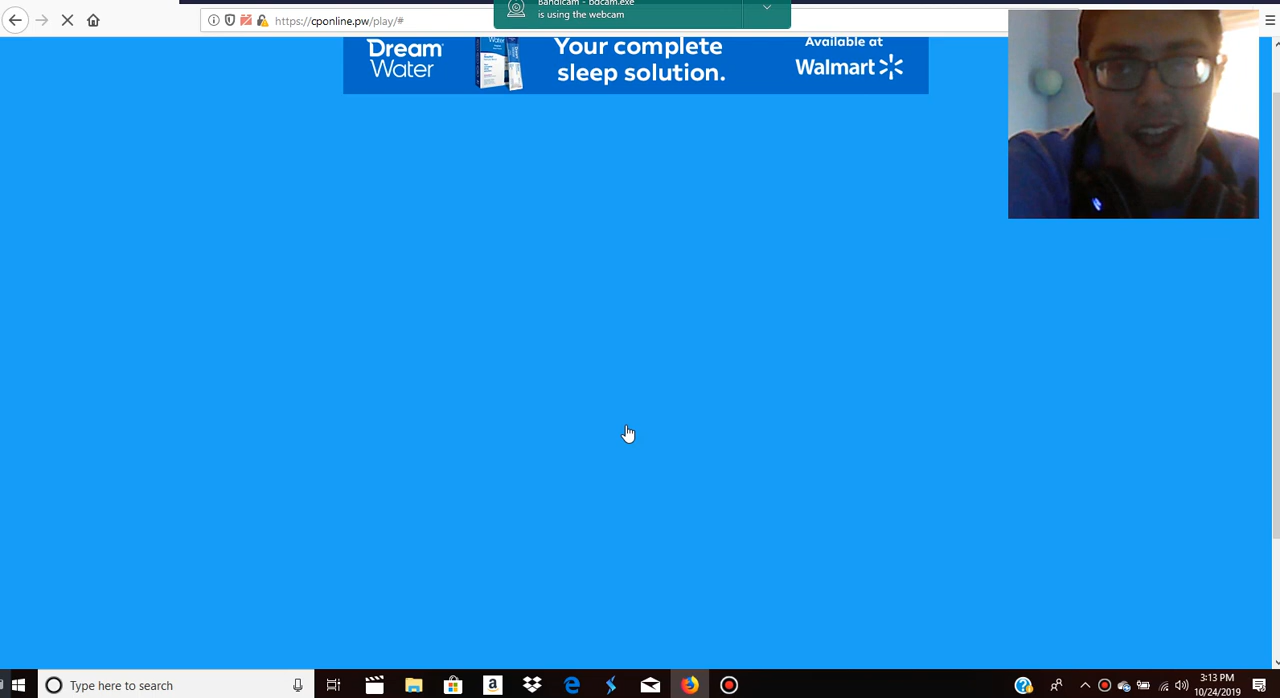 Bandicam - bdcam.exe
is using the webcam
https://cponline.pw/play/#
Dream
Water
Your complete
sleep solution.
Available at
Walmart
Type here to search
3:13 PM
10/24/2019